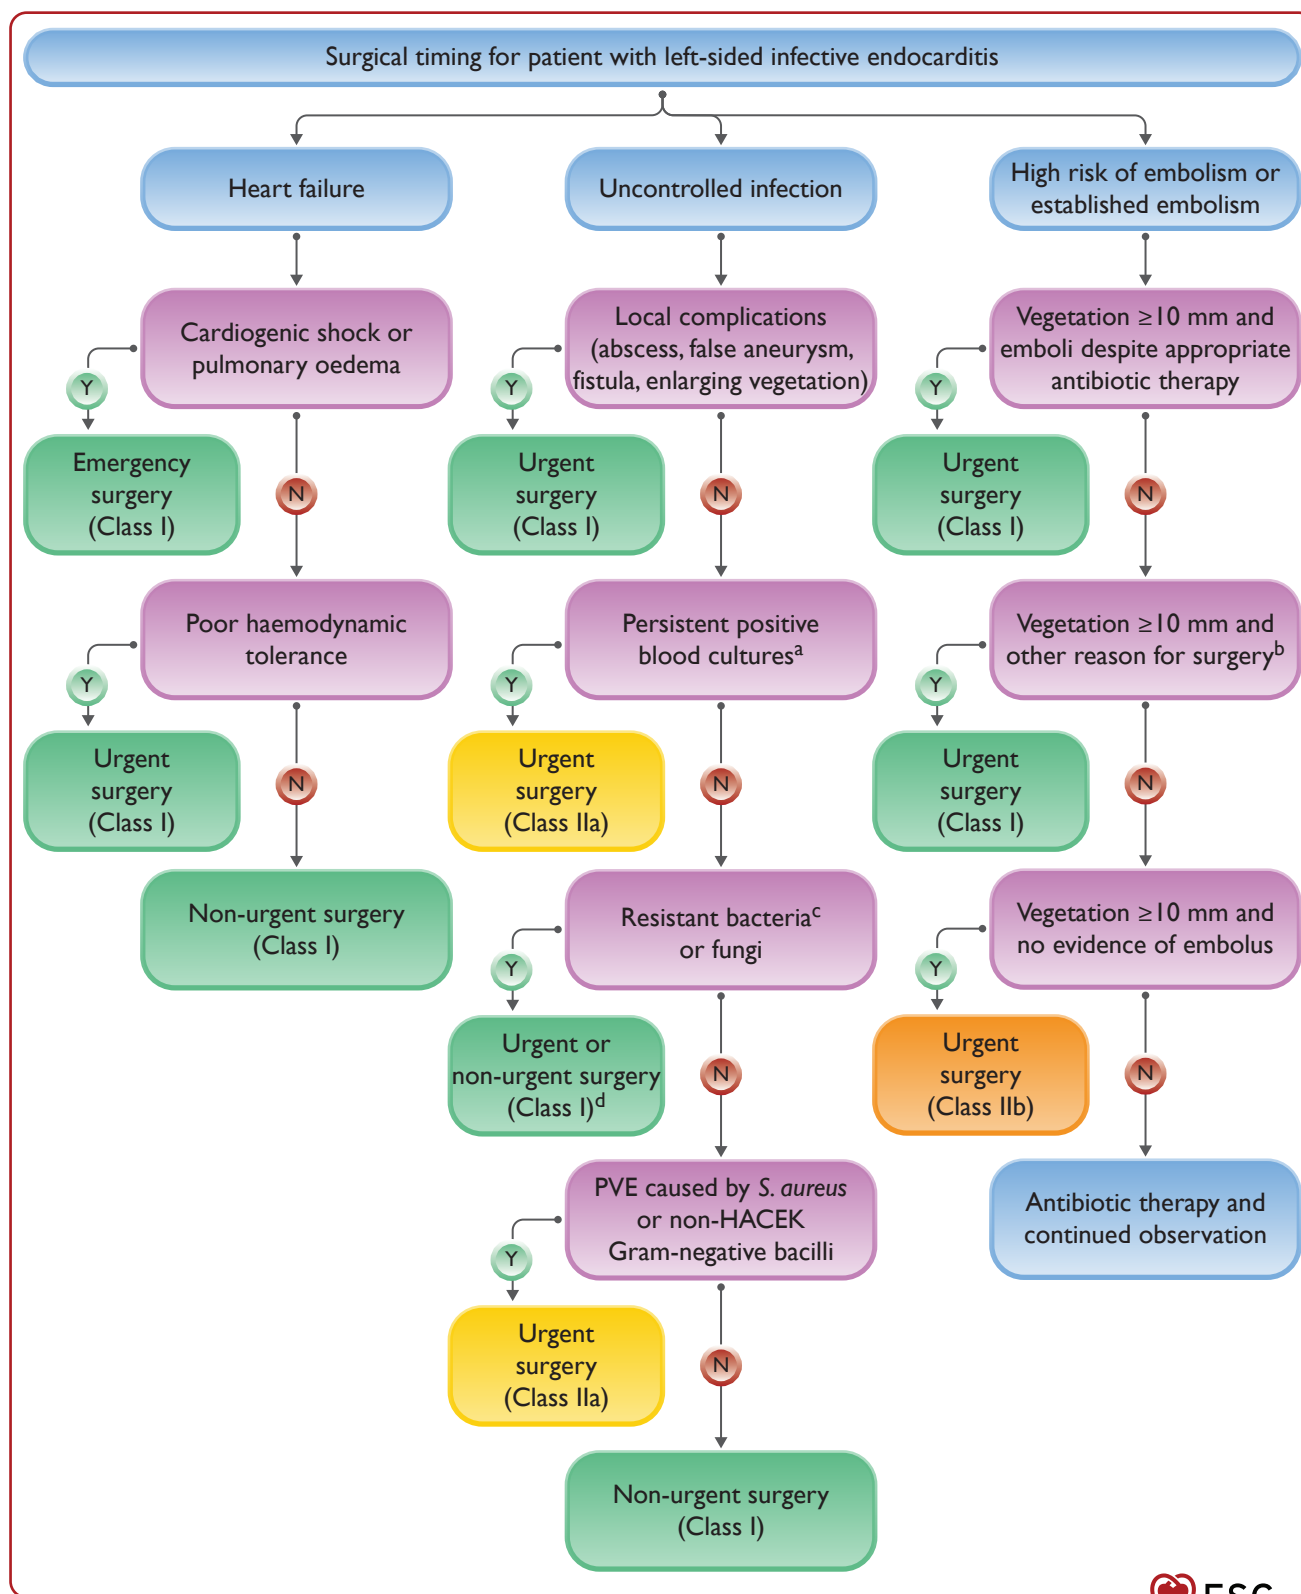 Surgical timing for patient with left-sided infective endocarditis
Heart failure
Uncontrolled infection
High risk of embolism or
established embolism
Cardiogenic shock or
pulmonary oedema
Y
Emergency
surgery
(Class I)
N
Poor haemodynamic
tolerance
Y
Urgent
surgery
(Class I)
N
Non-urgent surgery
(Class I)
Local complications
(abscess, false aneurysm,
fistula, enlarging vegetation)
Y
Urgent
surgery
(Class I)
N
Persistent positive
blood culturesᵃ
Y
Urgent
surgery
(Class IIa)
N
Resistant bacteriaᶜ
or fungi
Y
Urgent or
non-urgent surgery
(Class I)ᵈ
N
PVE caused by S. aureus
or non-HACEK
Gram-negative bacilli
Y
Urgent
surgery
(Class IIa)
N
Non-urgent surgery
(Class I)
Vegetation ≥10 mm and
emboli despite appropriate
antibiotic therapy
Y
Urgent
surgery
(Class I)
N
Vegetation ≥10 mm and
other reason for surgeryᵇ
Y
Urgent
surgery
(Class I)
N
Vegetation ≥10 mm and
no evidence of embolus
Y
Urgent
surgery
(Class IIb)
N
Antibiotic therapy and
continued observation
ESC